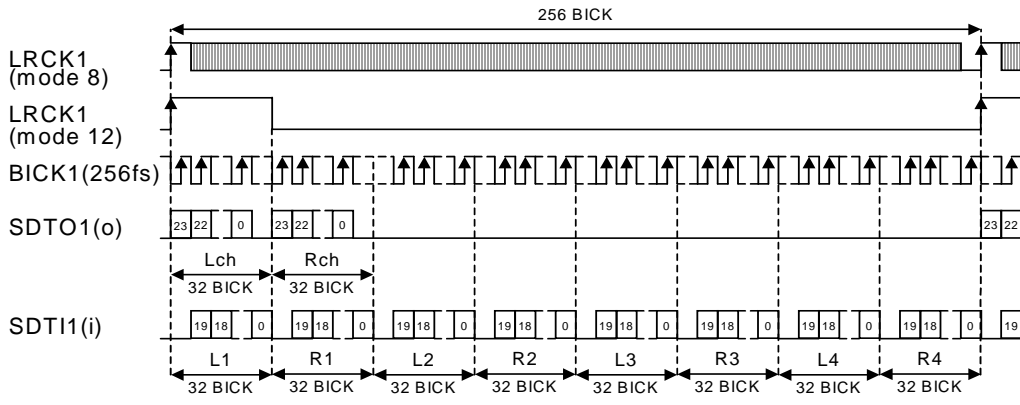 256 BICK
LRCK1
(mode 8)
LRCK1
(mode 12)
BICK1(256fs)
SDTO1(o)
23 22 0 23 22 0 23 22
Lch Rch
32 BICK 32 BICK
SDTI1(i)
19 18 0 19 18 0 19 18 0 19 18 0 19 18 0 19 18 0 19 18 0 19 18 0 19
L1 R1 L2 R2 L3 R3 L4 R4
32 BICK 32 BICK 32 BICK 32 BICK 32 BICK 32 BICK 32 BICK 32 BICK